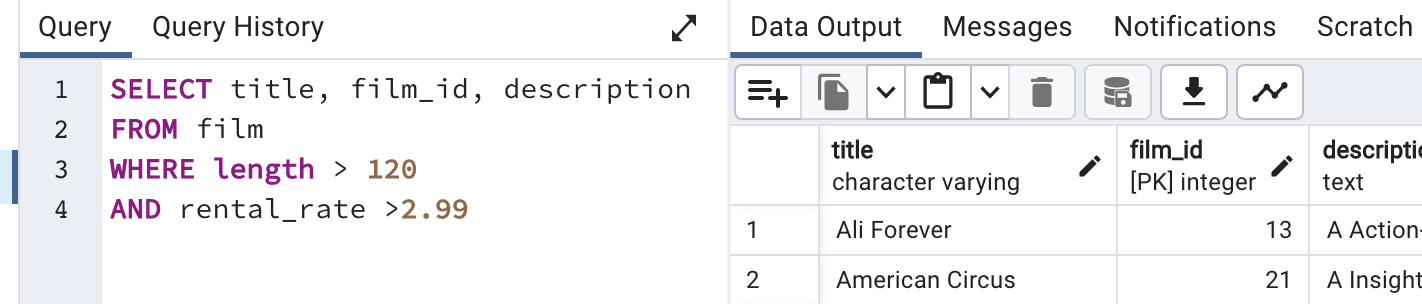 Query Query History
1 SELECT title, film_id, description
2 FROM film
3 WHERE length > 120
4 AND rental_rate >2.99
Data Output Messages Notifications Scratch
title film_id
character varying [PK] integer text
1 Ali Forever 13 A Action-
2 American Circus 21 A Insight